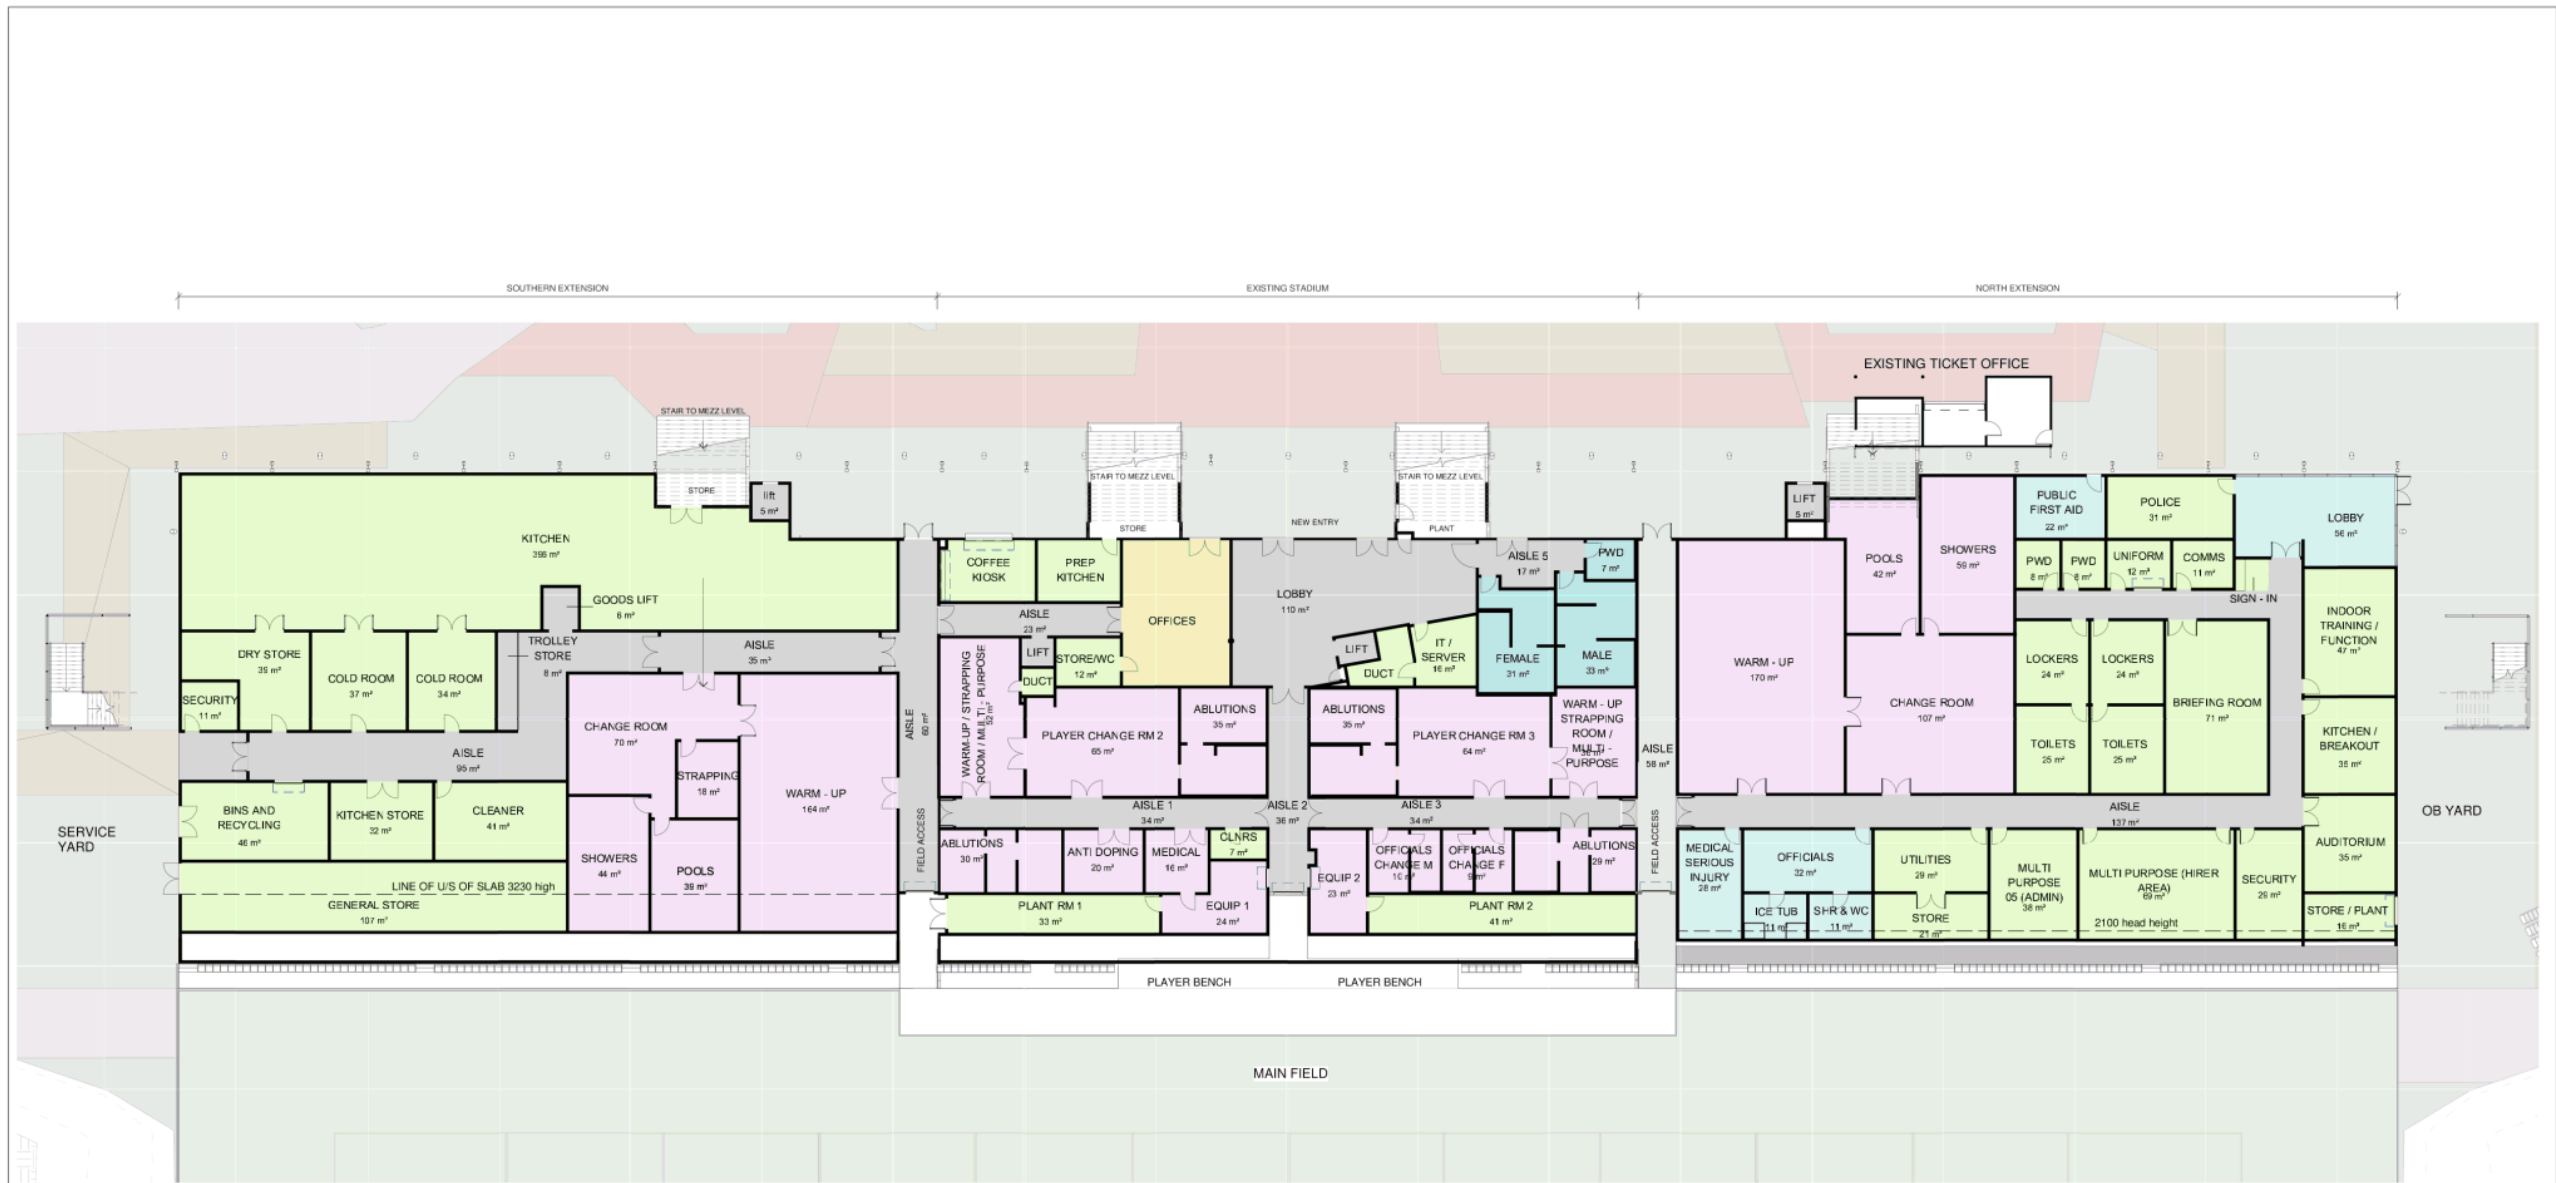 SOUTHERN EXTENSION
EXISTING STADIUM
NORTH EXTENSION
EXISTING TICKET OFFICE
STAIR TO MEZZ LEVEL
STORE
lift
5 m²
KITCHEN
GOODS LIFT
6 m²
TROLLEY
STORE
8 m²
DRY STORE
39 m²
SECURITY
11 m²
COLD ROOM
37 m²
COLD ROOM
34 m²
AISLE
AISLE
95 m²
CHANGE ROOM
70 m²
STRAPPING
18 m²
WARM - UP
164 m²
BINS AND
RECYCLING
46 m²
KITCHEN STORE
32 m²
CLEANER
41 m²
SHOWERS
44 m²
POOLS
LINE OF U/S OF SLAB 3230 high
GENERAL STORE
107 m²
SERVICE
YARD
AISLE
60 m²
FIELD ACCESS
STAIR TO MEZZ LEVEL
STORE
NEW ENTRY
STAIR TO MEZZ LEVEL
PLANT
COFFEE
KIOSK
PREP
KITCHEN
OFFICES
AISLE
23 m²
LIFT
DUCT
STORE/WC
12 m²
WARM-UP / STRAPPING
ROOM / MULTI - PURPOSE
52 m²
PLAYER CHANGE RM 2
65 m²
ABLUTIONS
35 m²
LOBBY
110 m²
LIFT
DUCT
IT /
SERVER
16 m²
AISLE 5
17 m²
PWD
7 m²
FEMALE
31 m²
MALE
33 m²
ABLUTIONS
35 m²
PLAYER CHANGE RM 3
64 m²
WARM - UP
STRAPPING
ROOM /
MULTI -
PURPOSE
AISLE 1
34 m²
AISLE 2
36 m²
AISLE 3
34 m²
ABLUTIONS
30 m²
ANTI DOPING
20 m²
MEDICAL
16 m²
CLNRS
7 m²
EQUIP 1
24 m²
PLANT RM 1
33 m²
EQUIP 2
23 m²
OFFICIALS
CHANGE M
10 m²
OFFICIALS
CHANGE F
9 m²
ABLUTIONS
29 m²
PLANT RM 2
41 m²
PLAYER BENCH
PLAYER BENCH
AISLE
58 m²
FIELD ACCESS
LIFT
5 m²
WARM - UP
170 m²
POOLS
42 m²
SHOWERS
59 m²
CHANGE ROOM
107 m²
PUBLIC
FIRST AID
22 m²
POLICE
31 m²
LOBBY
56 m²
PWD
8 m²
PWD
8 m²
UNIFORM
12 m²
COMMS
11 m²
SIGN - IN
LOCKERS
24 m²
LOCKERS
24 m²
TOILETS
25 m²
TOILETS
25 m²
BRIEFING ROOM
71 m²
INDOOR
TRAINING /
FUNCTION
47 m²
KITCHEN /
BREAKOUT
AISLE
137 m²
MEDICAL
SERIOUS
INJURY
28 m²
OFFICIALS
32 m²
ICE TUB
11 m²
SHR & WC
11 m²
UTILITIES
29 m²
STORE
21 m²
MULTI
PURPOSE
05 (ADMIN)
38 m²
MULTI PURPOSE (HIRER
AREA)
69 m²
2100 head height
SECURITY
AUDITORIUM
35 m²
STORE / PLANT
16 m²
OB YARD
MAIN FIELD